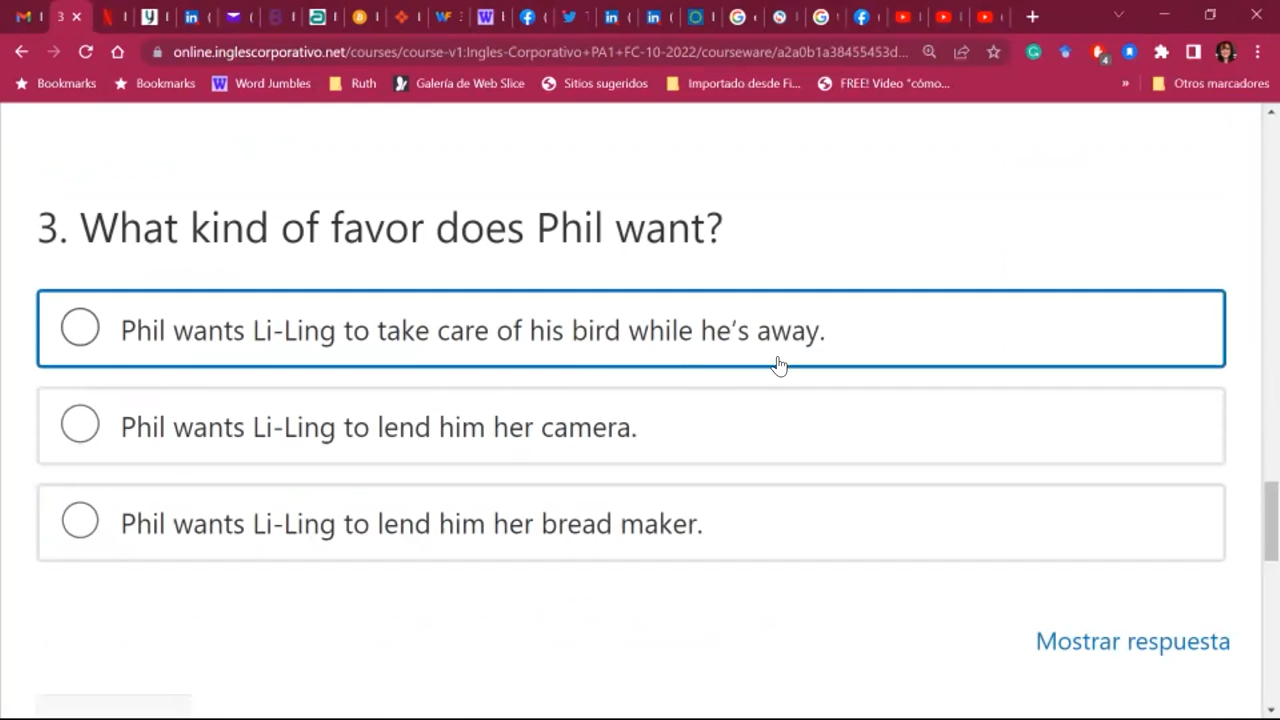 3
online.inglescorporativo.net/courses/course-v1:Ingles-Corporativo+PA1+FC-10-2022/courseware/a2a0b1a38455453d...
Bookmarks Bookmarks Word Jumbles Ruth Galería de Web Slice Sitios sugeridos Importado desde Fi... FREE! Video "cómo... » Otros marcadores
3. What kind of favor does Phil want?
Phil wants Li-Ling to take care of his bird while he's away.
Phil wants Li-Ling to lend him her camera.
Phil wants Li-Ling to lend him her bread maker.
Mostrar respuesta